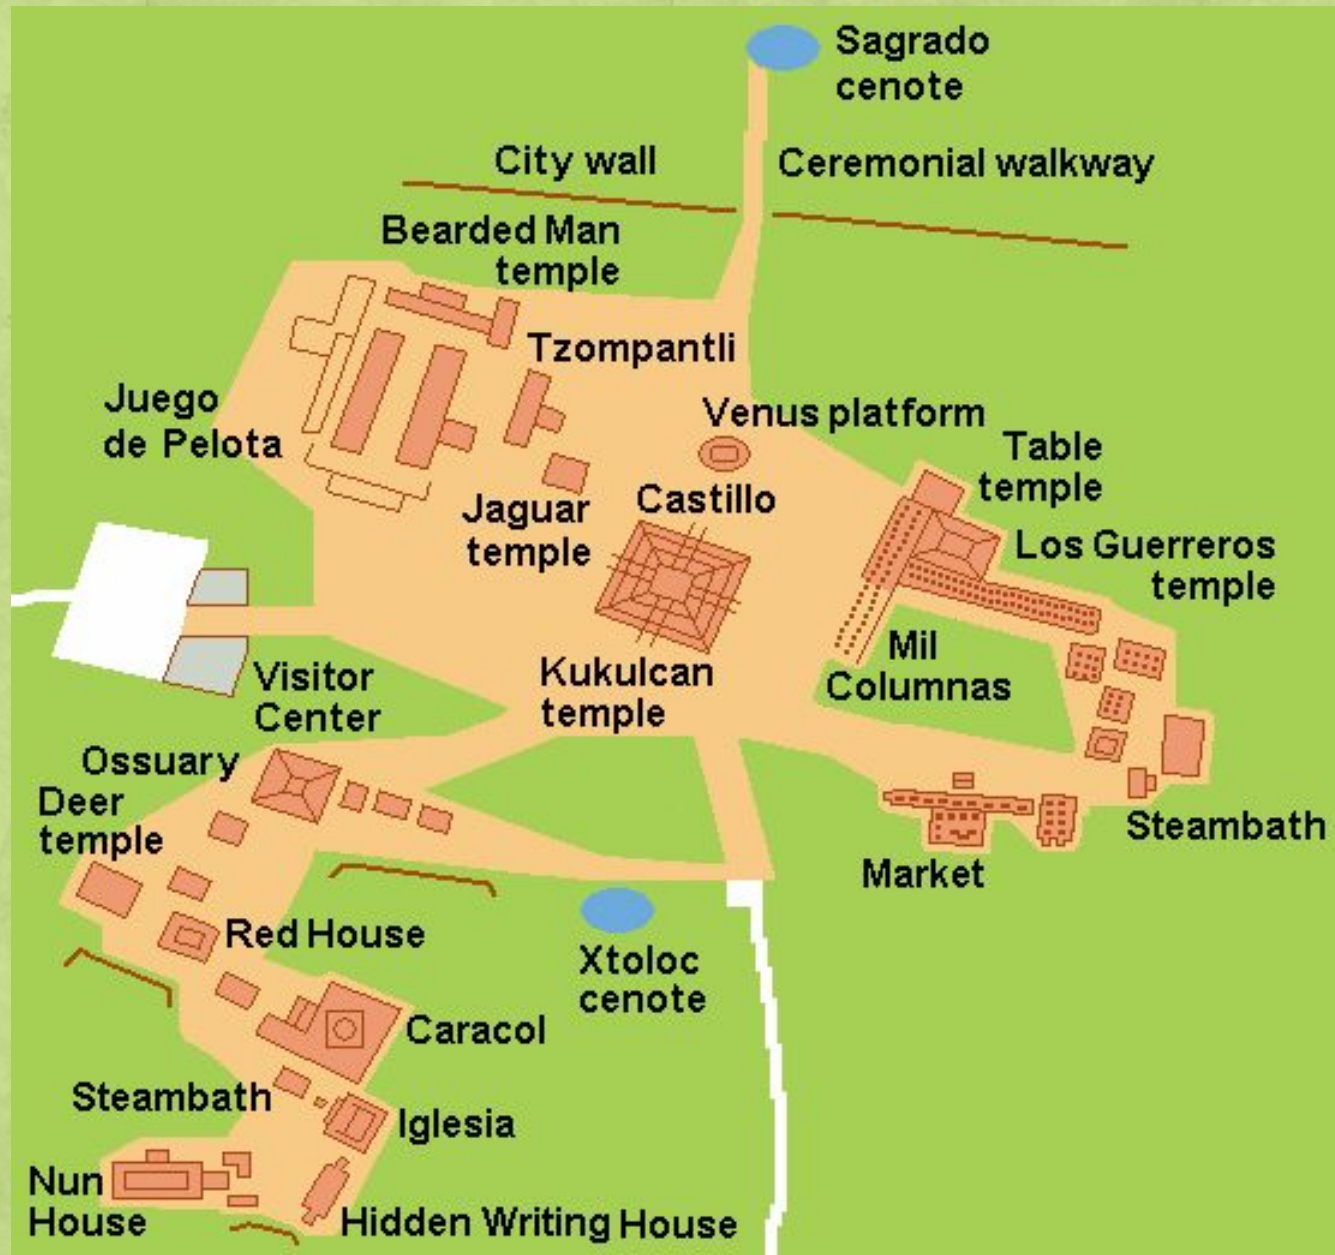 Sagrado
cenote
City wall
Ceremonial walkway
Bearded Man
temple
Tzompantli
Juego
de Pelota
Venus platform
Table
temple
Castillo
Jaguar
temple
Los Guerreros
temple
Mil
Columnas
Kukulcan
temple
Visitor
Center
Ossuary
Deer
temple
Steambath
Market
Red House
Xtoloc
cenote
Caracol
Steambath
Iglesia
Nun
House
Hidden Writing House